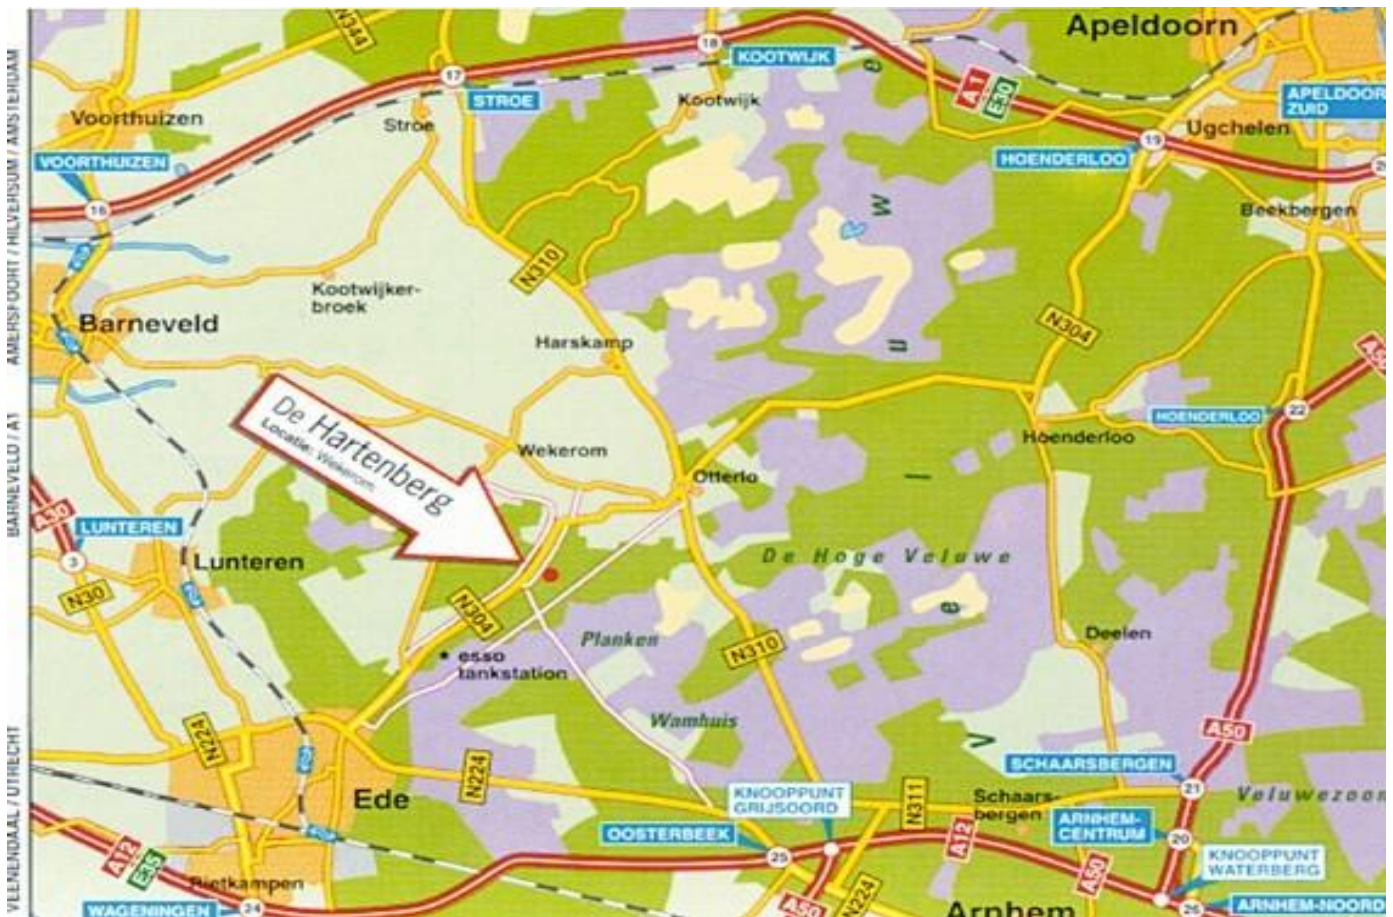 N344
Apeldoorn
18
KOOTWIJK
17
STROE
A1
E30
APELDOOR
ZUID
Kootwijk
Voorthuizen
Stroe
Ugchelen
19
HOENDERLOO
VOORTHUIZEN
16
Beekbergen
AMERSFOORT / HILVERSUM / AMSTERDAM
N310
Kootwijker-
broek
Barneveld
N304
Harskamp
A50
De Hartenberg
Locatie: Wekerom
HOENDERLOO
22
Hoenderloo
Wekerom
Otterlo
BARNEVELD / A1
A30
LUNTEREN
3
Lunteren
De Hoge Veluwe
N30
N304
Planken
Deelen
N310
esso
tankstation
Wamhuis
V e l u w e
N224
A50
SCHAARSBERGEN
21
N224
Ede
KNOOPPUNT
GRIJSOORD
N311
Schaars-
bergen
Veluwezoom
OOSTERBEEK
25
A12
ARNHEM-
CENTRUM
20
KNOOPPUNT
WATERBERG
VEENENDAAL / UTRECHT
A12
E35
Rietkampen
A50
WAGENINGEN
24
A50
N224
Arnhem
26
ARNHEM-NOORD